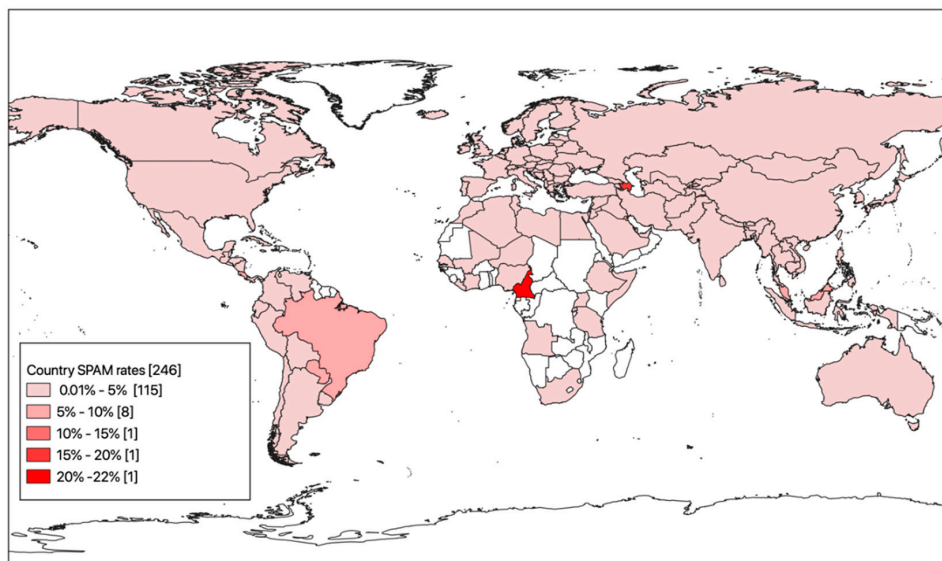 Country SPAM rates [246]
0.01% - 5% [115]
5% - 10% [8]
10% - 15% [1]
15% - 20% [1]
20% -22% [1]